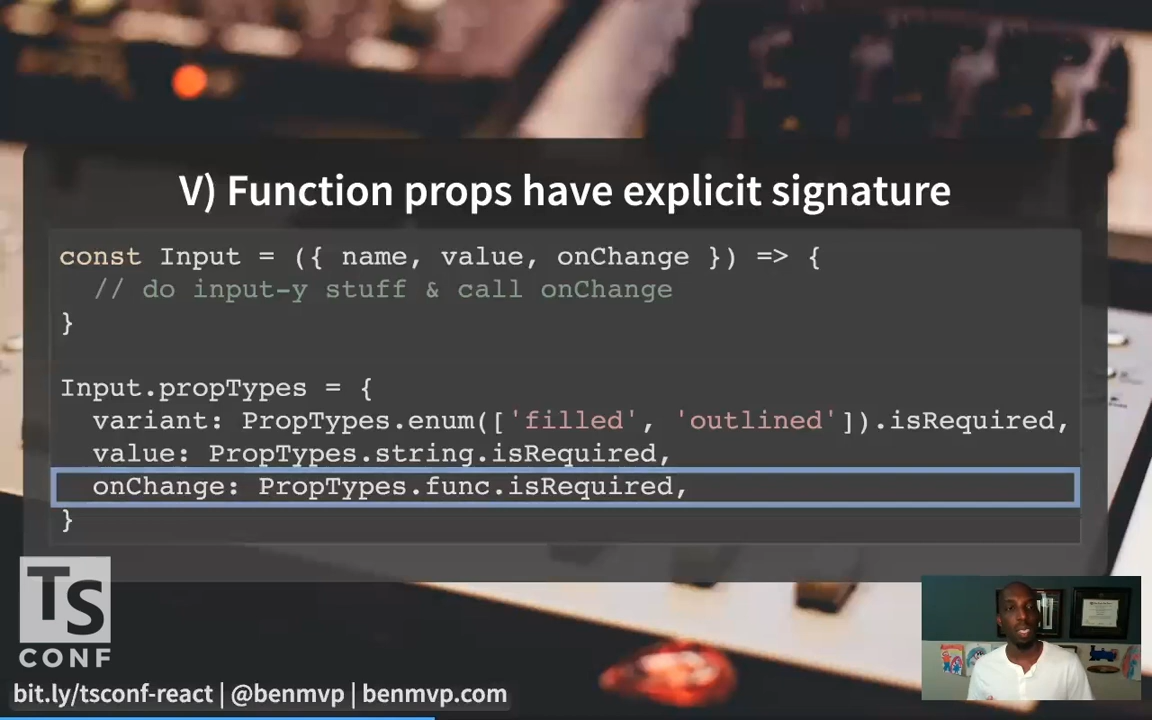 V) Function props have explicit signature
const Input = ({ name, value, onChange }) => {
  // do input-y stuff & call onChange
}
Input.propTypes = {
  variant: PropTypes.enum(['filled', 'outlined']).isRequired,
  value: PropTypes.string.isRequired,
  onChange: PropTypes.func.isRequired,
}
TS
CONF
bit.ly/tsconf-react | @benmvp | benmvp.com